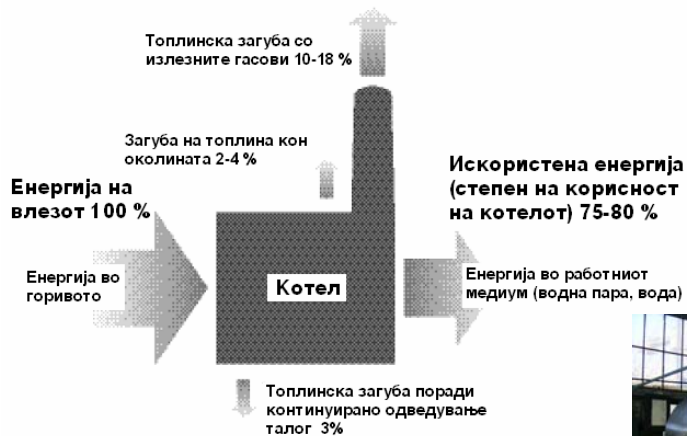 Топлинска загуба со
излезните гасови 10-18 %
Загуба на топлина кон
околината 2-4 %
Енергија на
влезот 100 %
Искористена енергија
(степен на корисност
на котелот) 75-80 %
Енергија во
горивото
Котел
Енергија во работниот
медиум (водна пара, вода)
Топлинска загуба поради
континуирано одведување
талог 3%